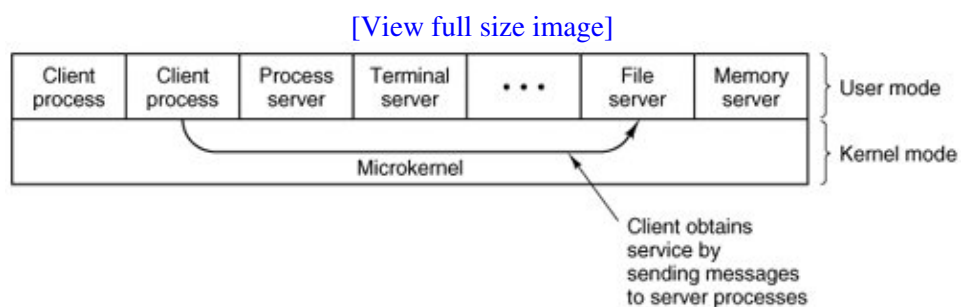 [View full size image]
Client process
Client process
Process server
Terminal server
• • •
File server
Memory server
User mode
Microkernel
Kernel mode
Client obtains
service by
sending messages
to server processes